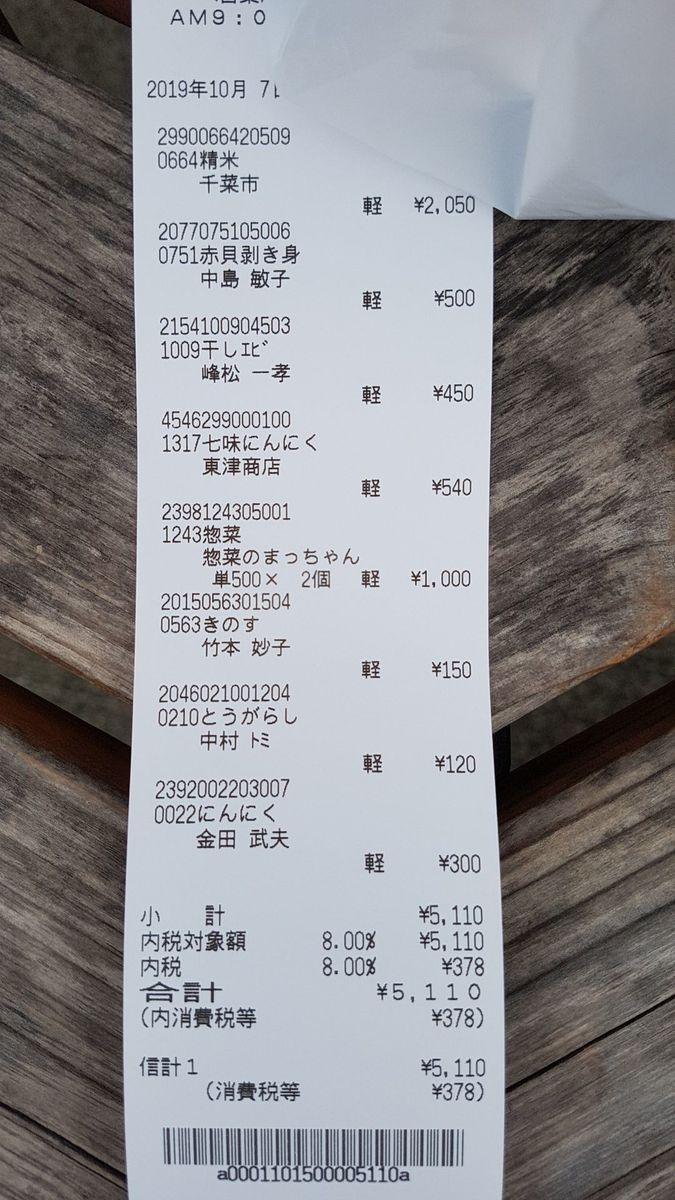 AM9:0
2019年10月 7日
2990066420509
0664精米
千菜市
軽 ¥2,050
2077075105006
0751赤貝剥き身
中島 敏子
軽 ¥500
2154100904503
1009干しｴﾋﾞ
峰松 一孝
軽 ¥450
4546299000100
1317七味にんにく
東津商店
軽 ¥540
2398124305001
1243惣菜
惣菜のまっちゃん
単500× 2個 軽 ¥1,000
2015056301504
0563きのす
竹本 妙子
軽 ¥150
2046021001204
0210とうがらし
中村 ﾄﾐ
軽 ¥120
2392002203007
0022にんにく
金田 武夫
軽 ¥300
小 計 ¥5,110
内税対象額 8.00% ¥5,110
内税 8.00% ¥378
合計 ¥5,110
(内消費税等 ¥378)
信計1 ¥5,110
(消費税等 ¥378)
a0001101500005110a